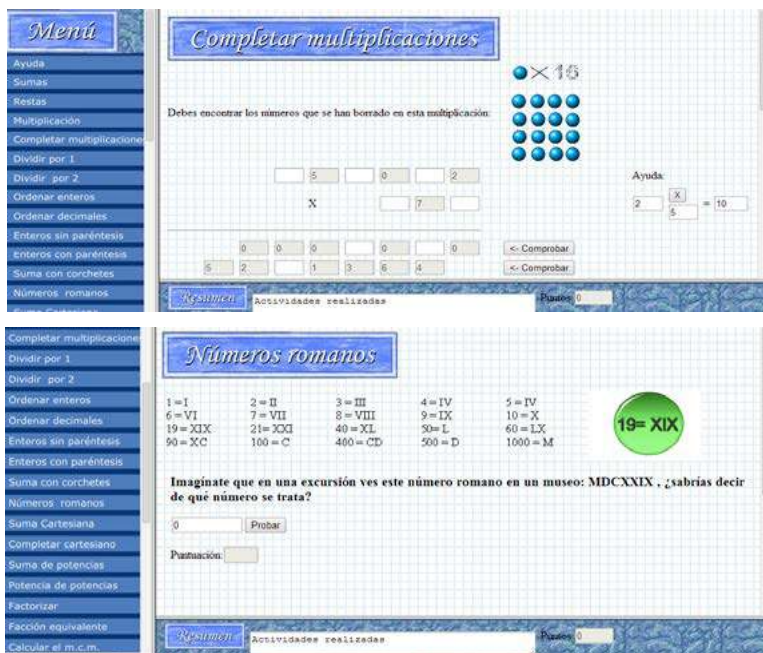 Menú
Ayuda
Sumas
Restas
Multiplicación
Completar multiplicacione
Dividir por 1
Dividir por 2
Ordenar enteros
Ordenar decimales
Enteros sin paréntesis
Enteros con paréntesis
Suma con corchetes
Números romanos
Suma Cartesiana
Completar multiplicaciones
× 16
Debes encontrar los números que se han borrado en esta multiplicación:
5 0 2
X 7
0 0 0 0 0 <- Comprobar
5 2 1 3 6 4 <- Comprobar
Ayuda:
2 X 5 = 10
Resumen Actividades realizadas Puntos 0
Completar multiplicacione
Dividir por 1
Dividir por 2
Ordenar enteros
Ordenar decimales
Enteros sin paréntesis
Enteros con paréntesis
Suma con corchetes
Números romanos
Suma Cartesiana
Completar cartesiano
Suma de potencias
Potencia de potencias
Factorizar
Facción equivalente
Calcular el m.c.m.
Números romanos
1 = I 2 = II 3 = III 4 = IV 5 = IV
6 = VI 7 = VII 8 = VIII 9 = IX 10 = X
19 = XIX 21= XXI 40 = XL 50= L 60 = LX
90 = XC 100 = C 400 = CD 500 = D 1000 = M
19= XIX
Imagínate que en una excursión ves este número romano en un museo: MDCXXIX , ¿sabrías decir
de qué número se trata?
0 Probar
Puntuación:
Resumen Actividades realizadas Puntos 0